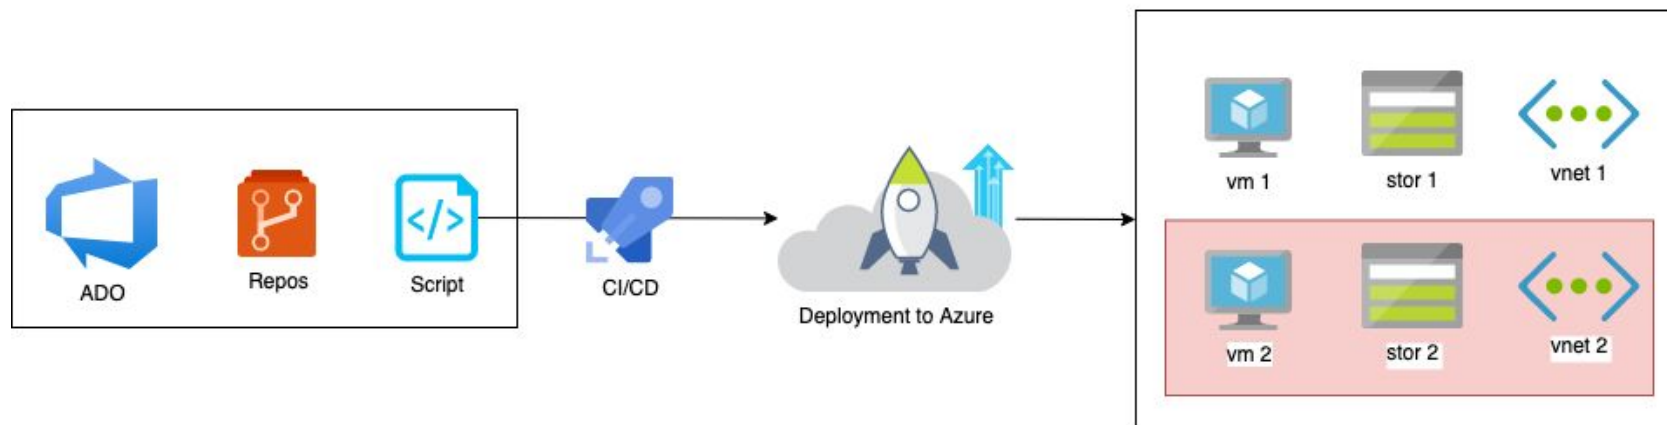 ADO
Repos
Script
CI/CD
Deployment to Azure
vm 1
stor 1
vnet 1
vm 2
stor 2
vnet 2